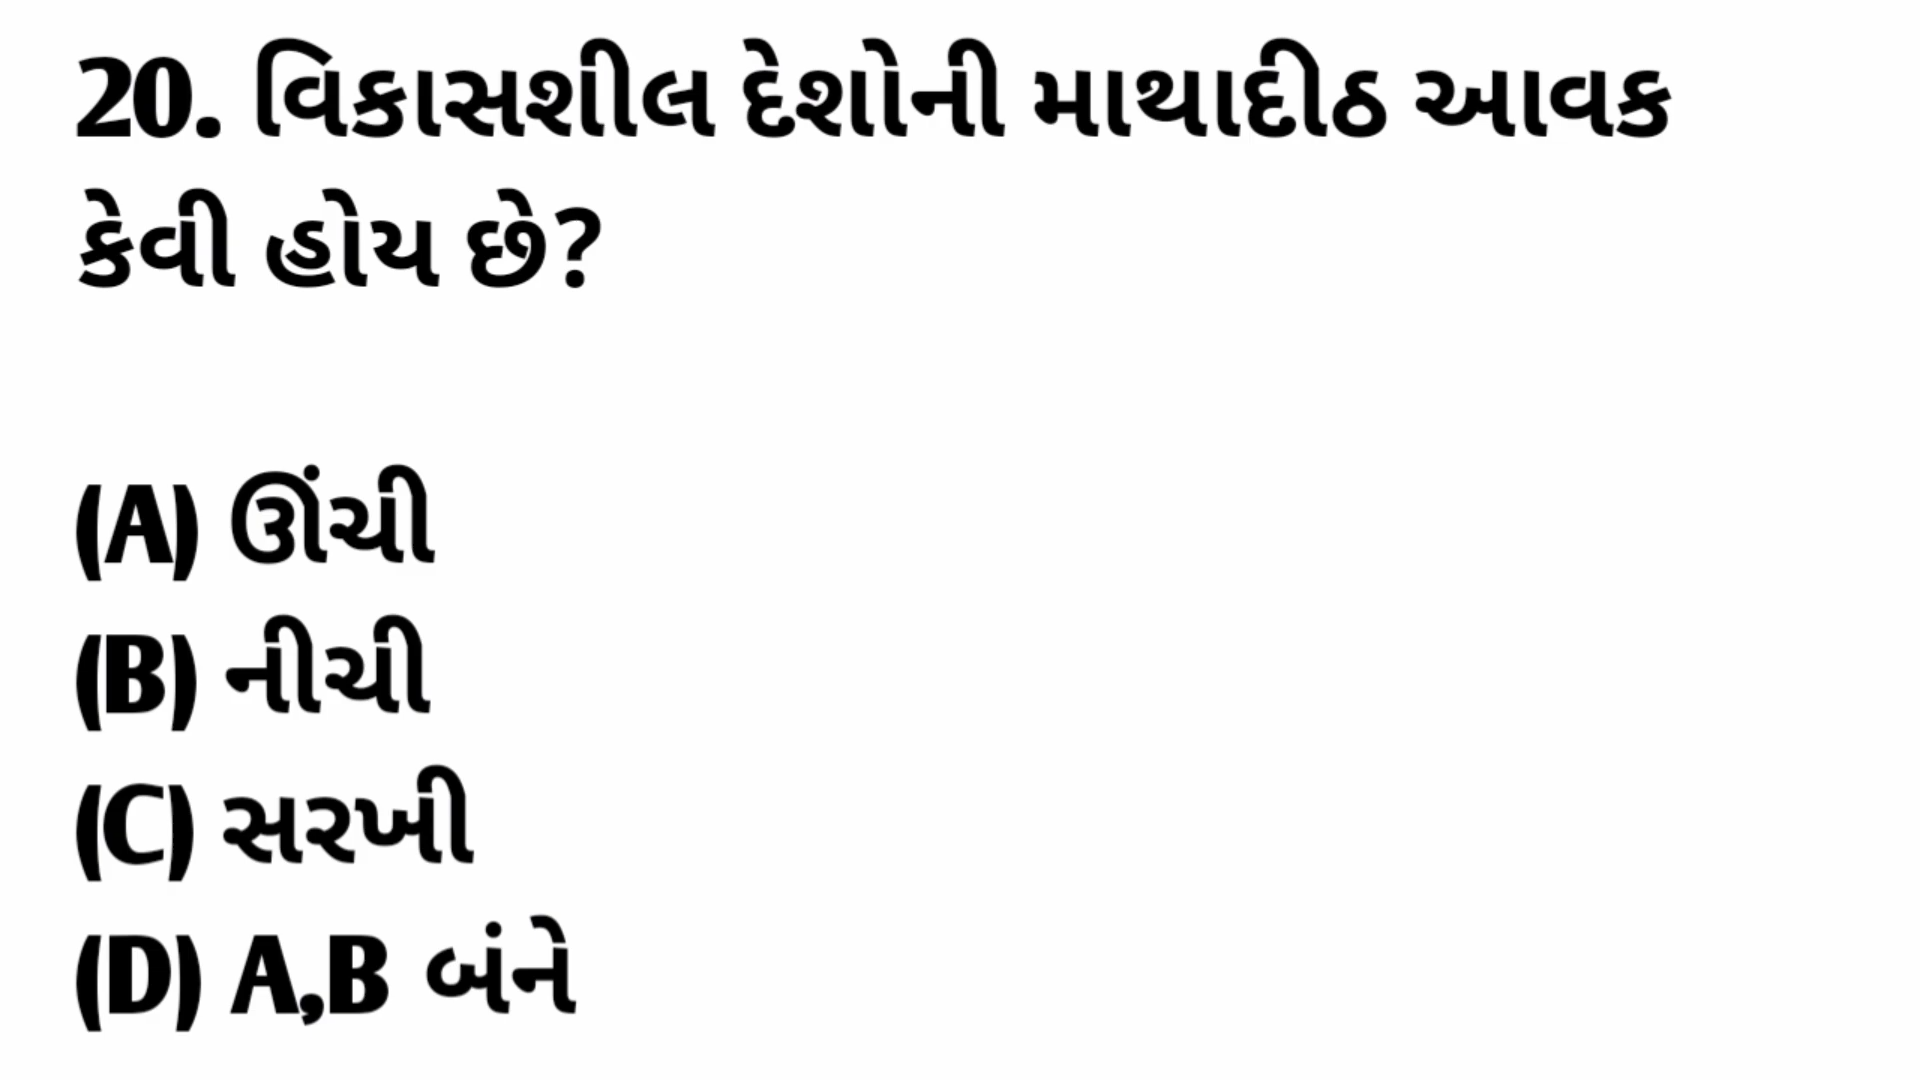 20. વિકાસશીલ દેશોની માથાદીઠ આવક
કેવી હોય છે?
(A) ઊંચી
(B) નીચી
(C) સરખી
(D) A,B બંને